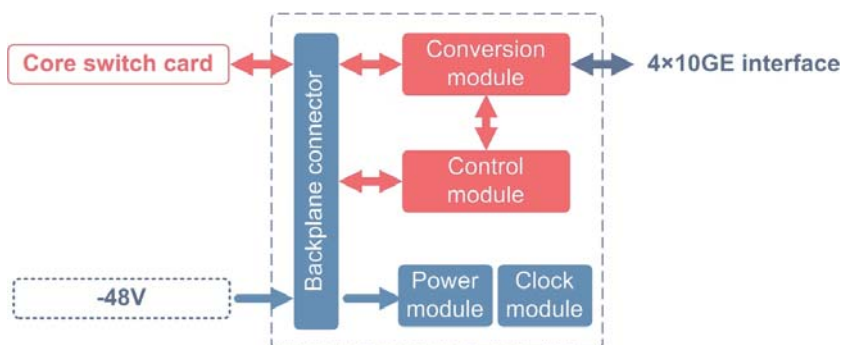 Core switch card
Backplane connector
Conversion
module
4×10GE interface
Control
module
-48V
Power
module
Clock
module